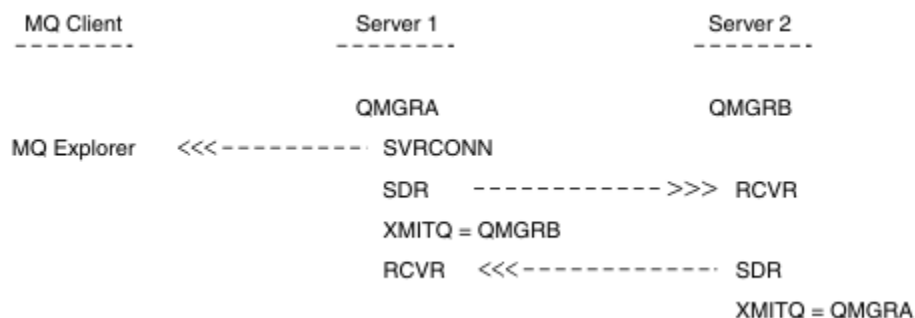 MQ Client Server 1 Server 2
QMGRA QMGRB
MQ Explorer <<<---------- SVRCONN
SDR ------------->>> RCVR
XMITQ = QMGRB
RCVR <<<-------------- SDR
XMITQ = QMGRA